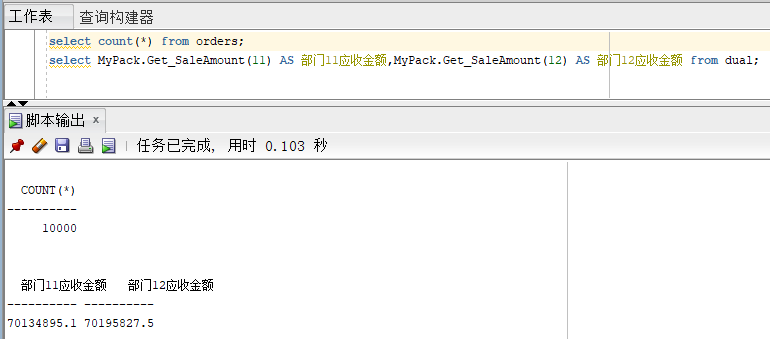 工作表 查询构建器
select count(*) from orders;
select MyPack.Get_SaleAmount(11) AS 部门11应收金额,MyPack.Get_SaleAmount(12) AS 部门12应收金额 from dual;
脚本输出 x
任务已完成, 用时 0.103 秒
COUNT(*)
----------
10000
部门11应收金额 部门12应收金额
---------- ----------
70134895.1 70195827.5